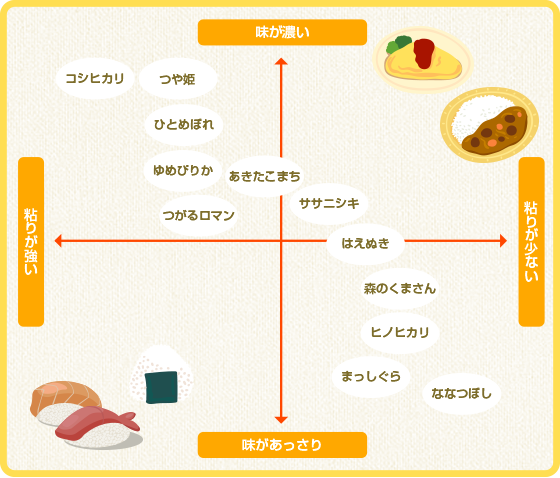 味が濃い
コシヒカリ
つや姫
ひとめぼれ
ゆめぴりか
あきたこまち
ササニシキ
つがるロマン
粘りが強い
粘りが少ない
はえぬき
森のくまさん
ヒノヒカリ
まっしぐら
ななつぼし
味があっさり